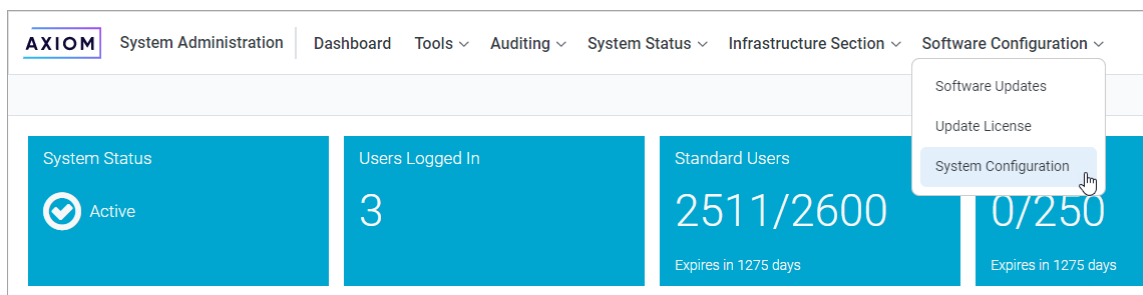 AXIOM System Administration Dashboard Tools Auditing System Status Infrastructure Section Software Configuration
Software Updates
Update License
System Configuration
System Status
Active
Users Logged In
3
Standard Users
2511/2600
Expires in 1275 days
0/250
Expires in 1275 days